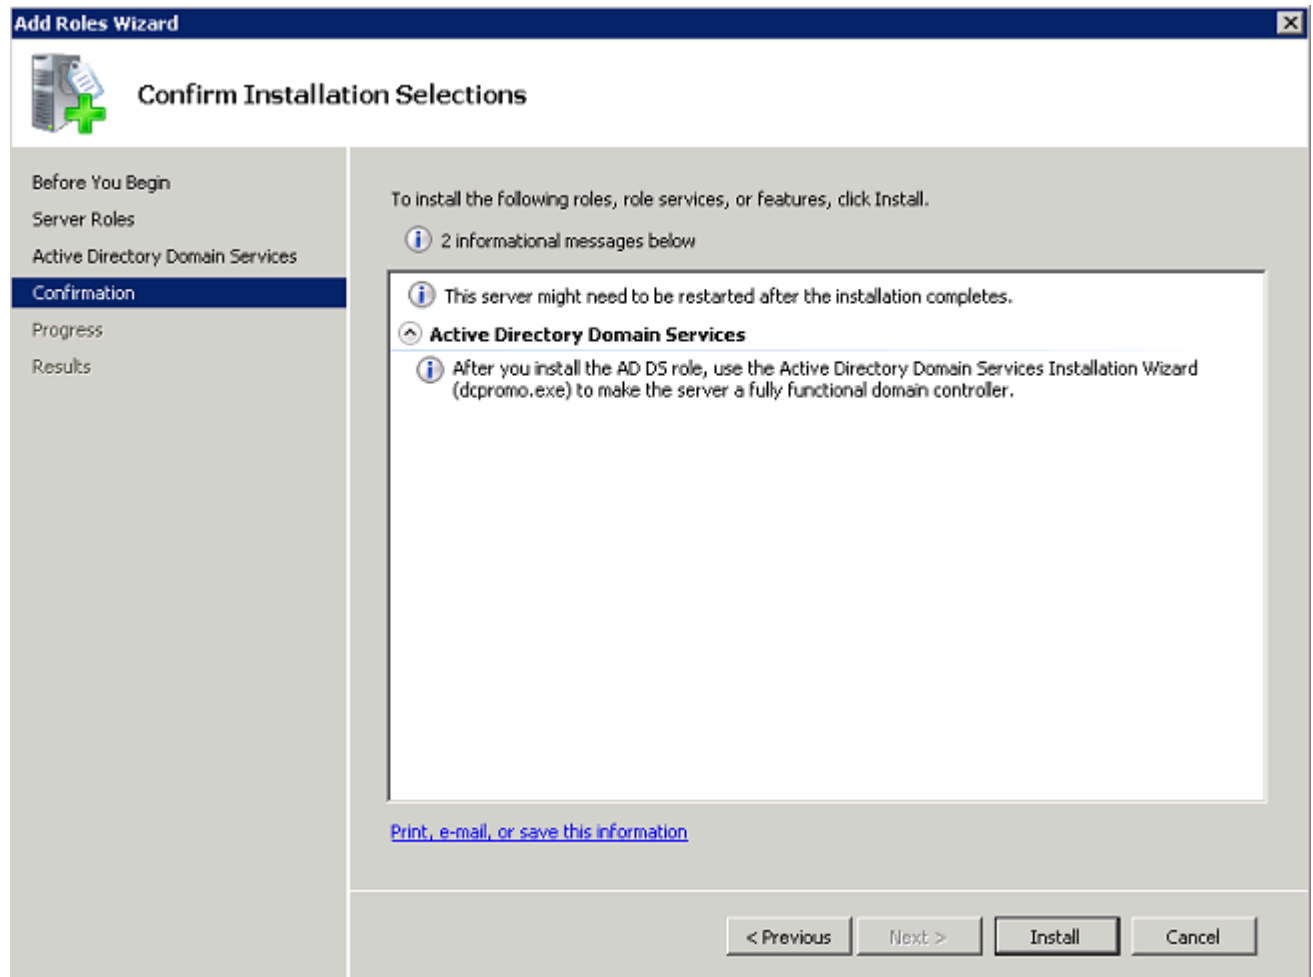 Add Roles Wizard
Confirm Installation Selections
Before You Begin
Server Roles
Active Directory Domain Services
Confirmation
Progress
Results
To install the following roles, role services, or features, click Install.
2 informational messages below
This server might need to be restarted after the installation completes.
Active Directory Domain Services
After you install the AD DS role, use the Active Directory Domain Services Installation Wizard
(dcpromo.exe) to make the server a fully functional domain controller.
Print, e-mail, or save this information
< Previous
Next >
Install
Cancel